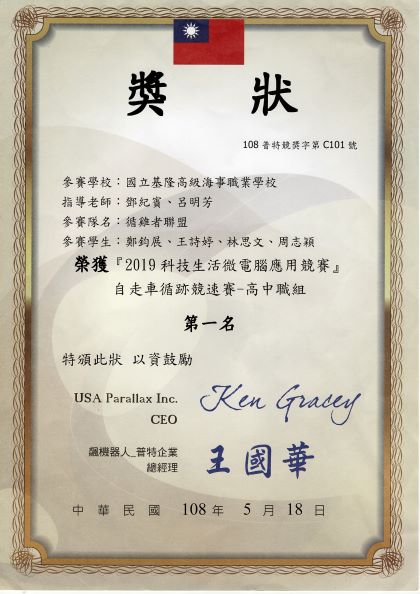 獎狀
108 普特競獎字第 C101 號
參賽學校：國立基隆高級海事職業學校
指導老師：鄧紀賓、呂明芳
參賽隊名：循雞者聯盟
參賽學生：鄭鈞展、王詩婷、林思文、周志穎
榮獲『2019 科技生活微電腦應用競賽』
自走車循跡競速賽-高中職組
第一名
特頒此狀 以資鼓勵
USA Parallax Inc. Ken Gracey
CEO
飆機器人_普特企業 王國華
總經理
中華民國 108 年 5 月 18 日